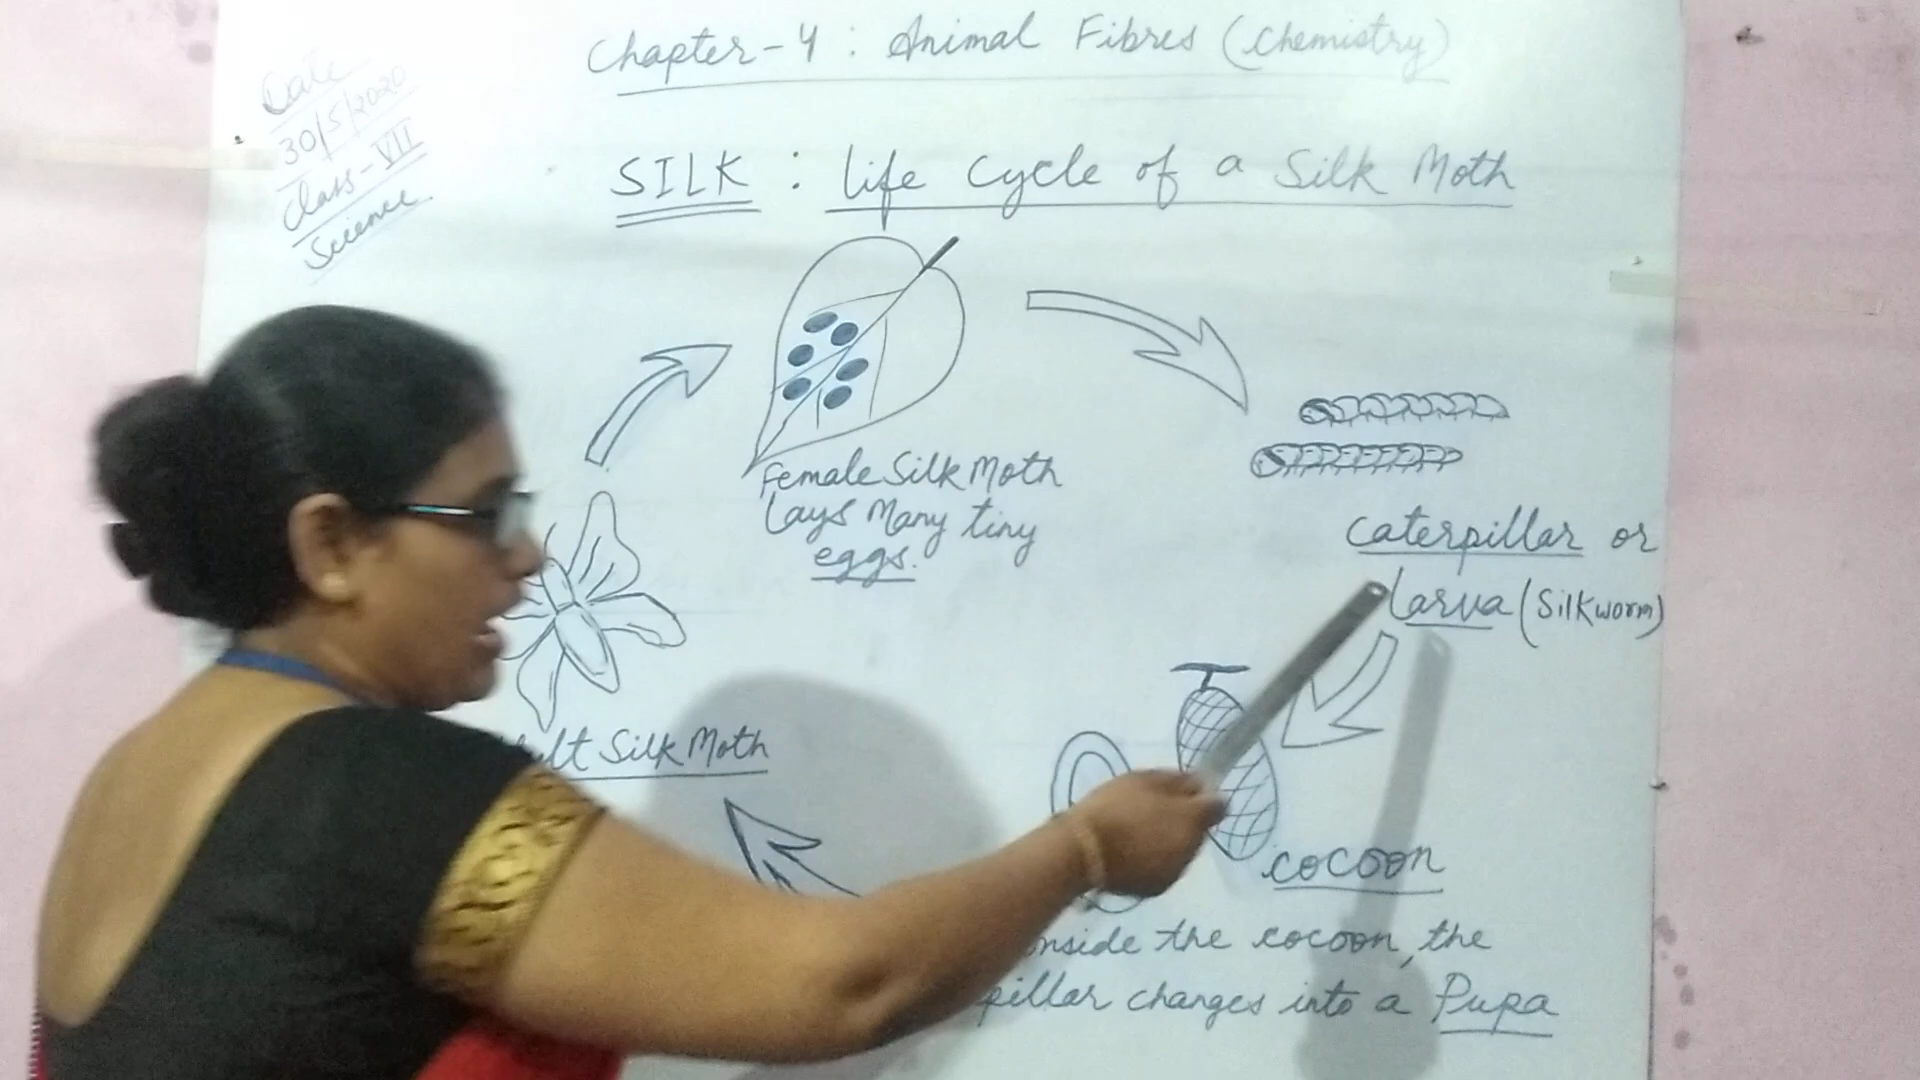 Date
30/5/2020
Class-VII
Science
Chapter-4: Animal Fibres (Chemistry)
SILK: Life Cycle of a Silk Moth
Female Silk Moth
Lays Many tiny
eggs.
Caterpillar or
Larva (Silkworm)
Silk Moth
Cocoon
the cocoon, the
changes into a Pupa